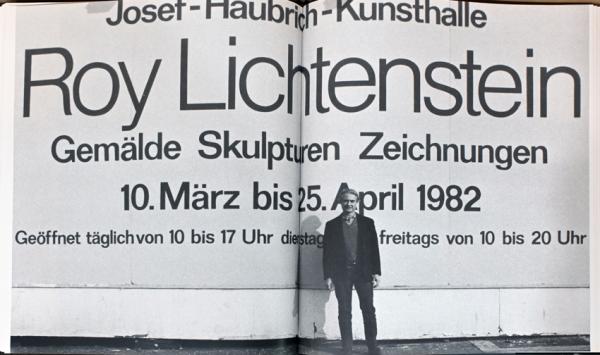 Josef-Haubrich-Kunsthalle
Roy Lichtenstein
Gemälde Skulpturen Zeichnungen
10. März bis 25. April 1982
Geöffnet täglich von 10 bis 17 Uhr dienstag freitags von 10 bis 20 Uhr